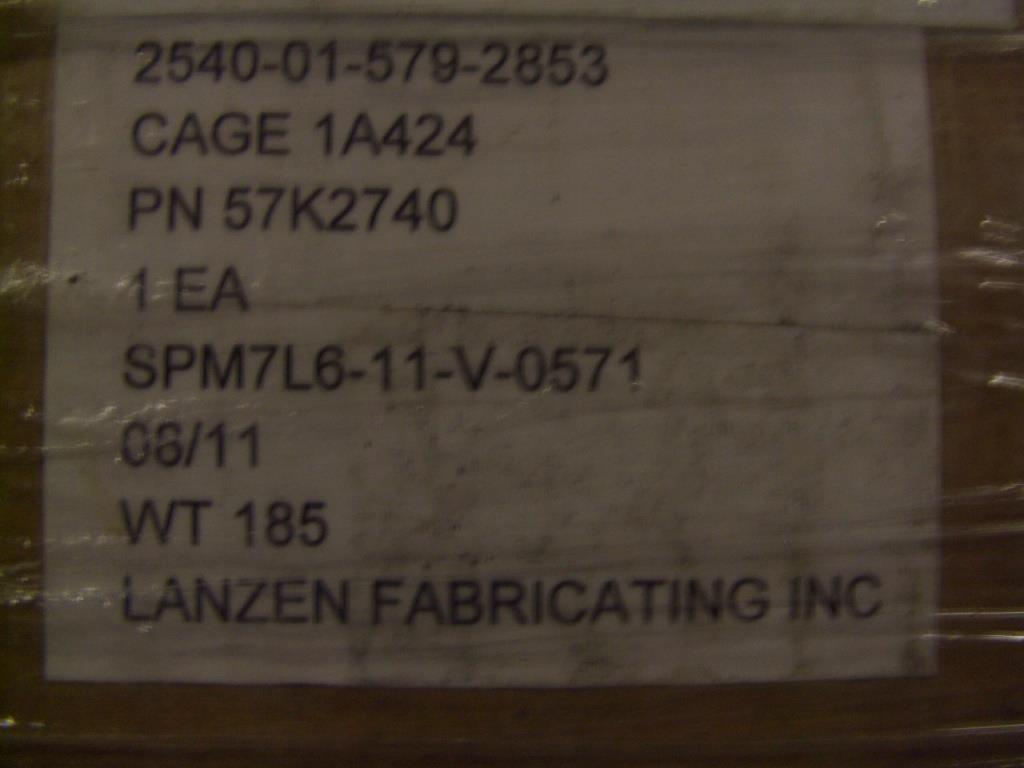 2540-01-579-2853
CAGE 1A424
PN 57K2740
1 EA
SPM7L6-11-V-0571
08/11
WT 185
LANZEN FABRICATING INC